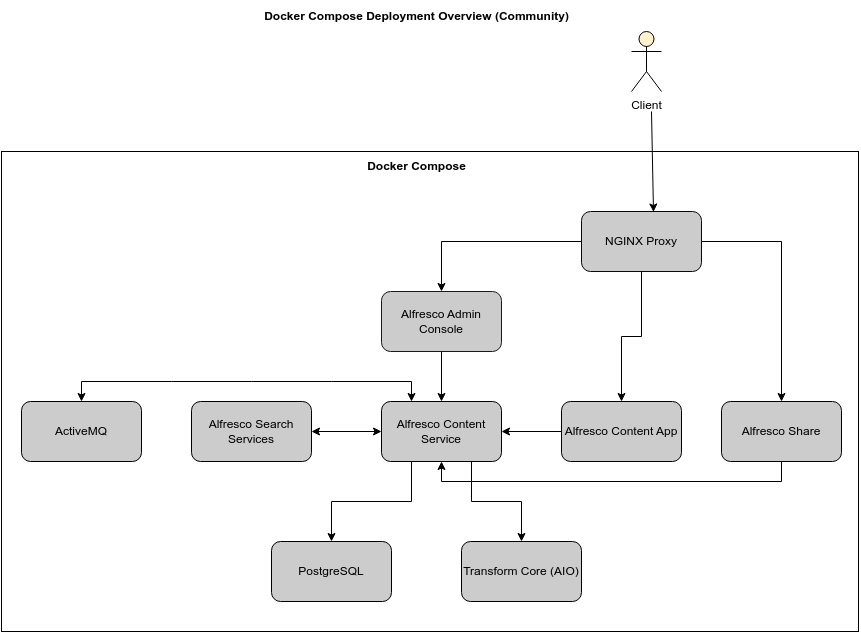 Docker Compose Deployment Overview (Community)
Client
Docker Compose
NGINX Proxy
Alfresco Admin
Console
ActiveMQ
Alfresco Search
Services
Alfresco Content
Service
Alfresco Content App
Alfresco Share
PostgreSQL
Transform Core (AIO)